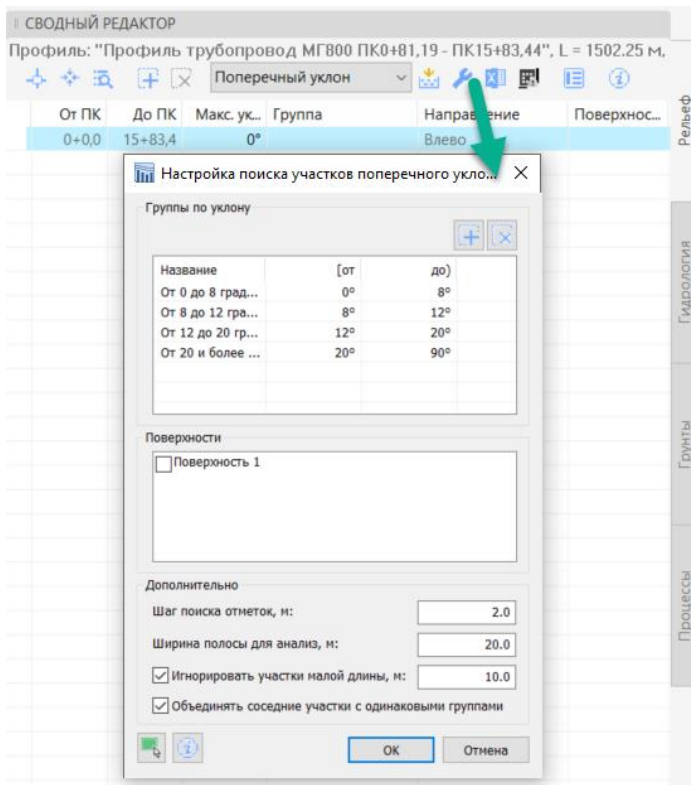 СВОДНЫЙ РЕДАКТОР
Профиль: "Профиль трубопровод МГ800 ПК0+81,19 - ПК15+83,44", L = 1502.25 м,
Поперечный уклон
От ПК До ПК Макс. ук... Группа Направление Поверхнос...
0+0,0 15+83,4 0° Влево
Рельеф
Гидрология
Грунты
Процессы
Настройка поиска участков поперечного укло...
Группы по уклону
Название [от до)
От 0 до 8 град... 0° 8°
От 8 до 12 гра... 8° 12°
От 12 до 20 гр... 12° 20°
От 20 и более ... 20° 90°
Поверхности
Поверхность 1
Дополнительно
Шаг поиска отметок, м: 2.0
Ширина полосы для анализ, м: 20.0
Игнорировать участки малой длины, м: 10.0
Объединять соседние участки с одинаковыми группами
ОК Отмена